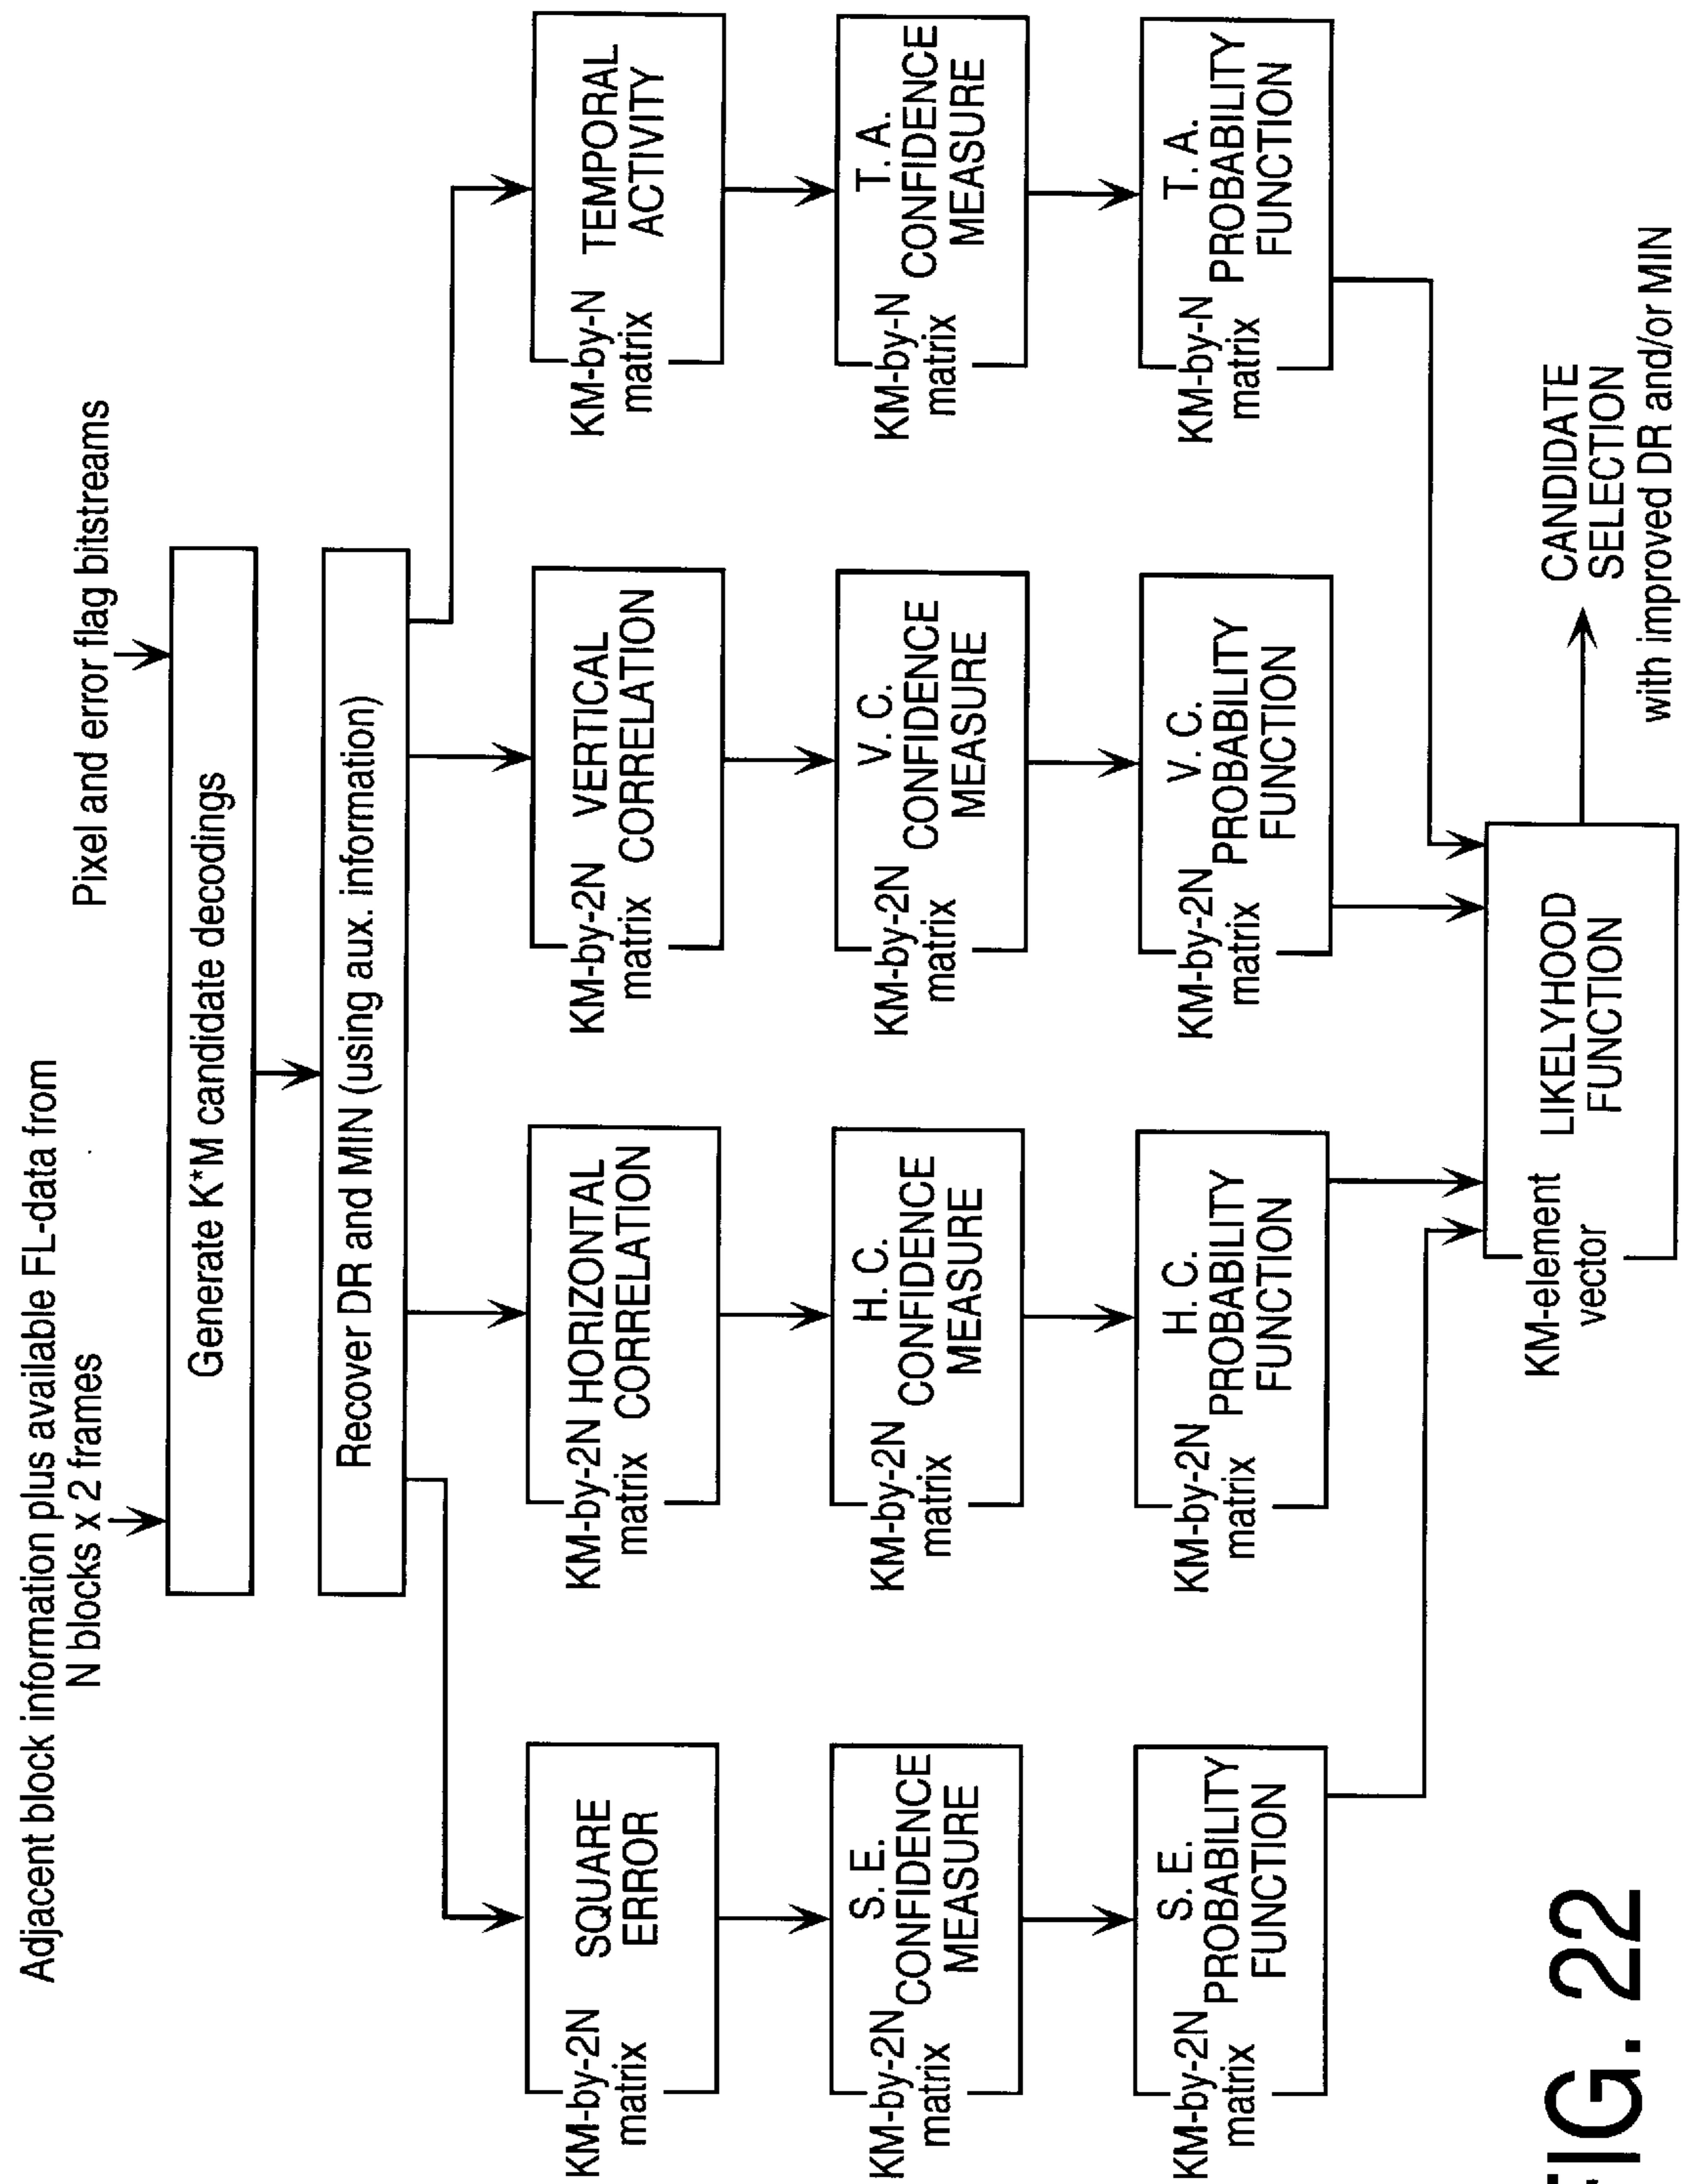 Adjacent block information plus available FL-data from
N blocks x 2 frames
Pixel and error flag bitstreams
Generate K*M candidate decodings
Recover DR and MIN (using aux. information)
KM-by-2N
matrix
SQUARE
ERROR
KM-by-2N
matrix
HORIZONTAL
CORRELATION
KM-by-2N
matrix
VERTICAL
CORRELATION
KM-by-N
matrix
TEMPORAL
ACTIVITY
KM-by-2N
matrix
S. E.
CONFIDENCE
MEASURE
KM-by-2N
matrix
H. C.
CONFIDENCE
MEASURE
KM-by-2N
matrix
V. C.
CONFIDENCE
MEASURE
KM-by-N
matrix
T. A.
CONFIDENCE
MEASURE
KM-by-2N
matrix
S. E.
PROBABILITY
FUNCTION
KM-by-2N
matrix
H. C.
PROBABILITY
FUNCTION
KM-by-2N
matrix
V. C.
PROBABILITY
FUNCTION
KM-by-N
matrix
T. A.
PROBABILITY
FUNCTION
KM-element
vector
LIKELYHOOD
FUNCTION
CANDIDATE
SELECTION
with improved DR and/or MIN
FIG. 22